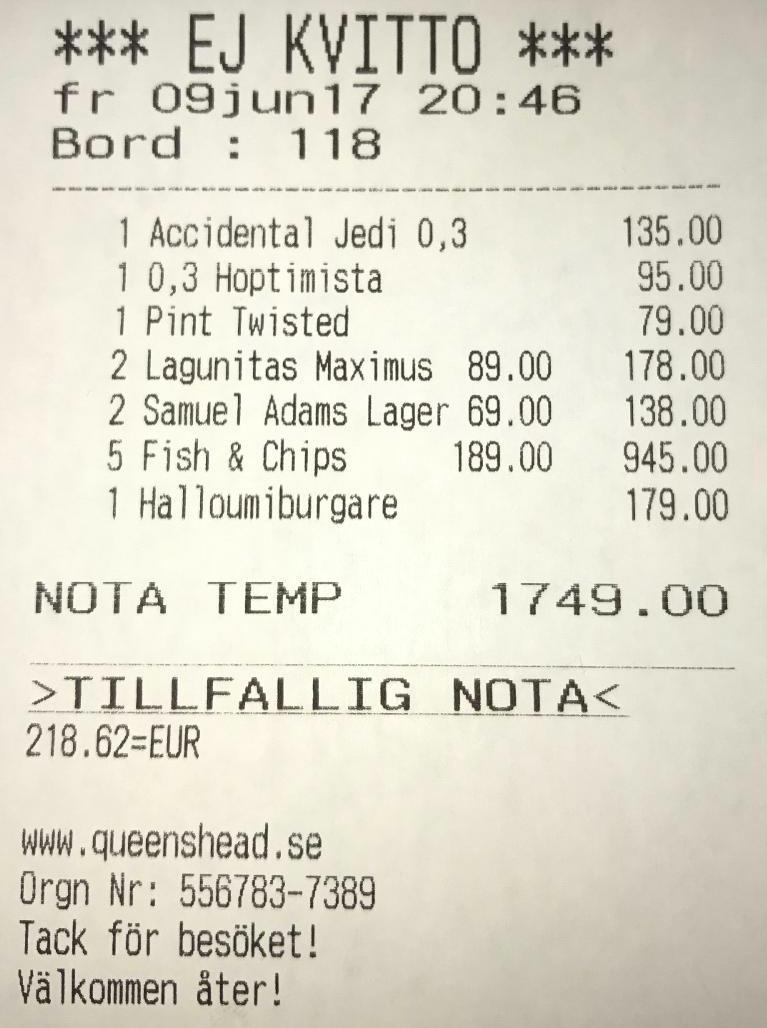 *** EJ KVITTO ***
fr 09jun17 20:46
Bord : 118
1 Accidental Jedi 0,3 135.00
1 0,3 Hoptimista 95.00
1 Pint Twisted 79.00
2 Lagunitas Maximus 89.00 178.00
2 Samuel Adams Lager 69.00 138.00
5 Fish & Chips 189.00 945.00
1 Halloumiburgare 179.00
NOTA TEMP 1749.00
>TILLFALLIG NOTA<
218.62=EUR
www.queenshead.se
Orgn Nr: 556783-7389
Tack för besöket!
Välkommen åter!